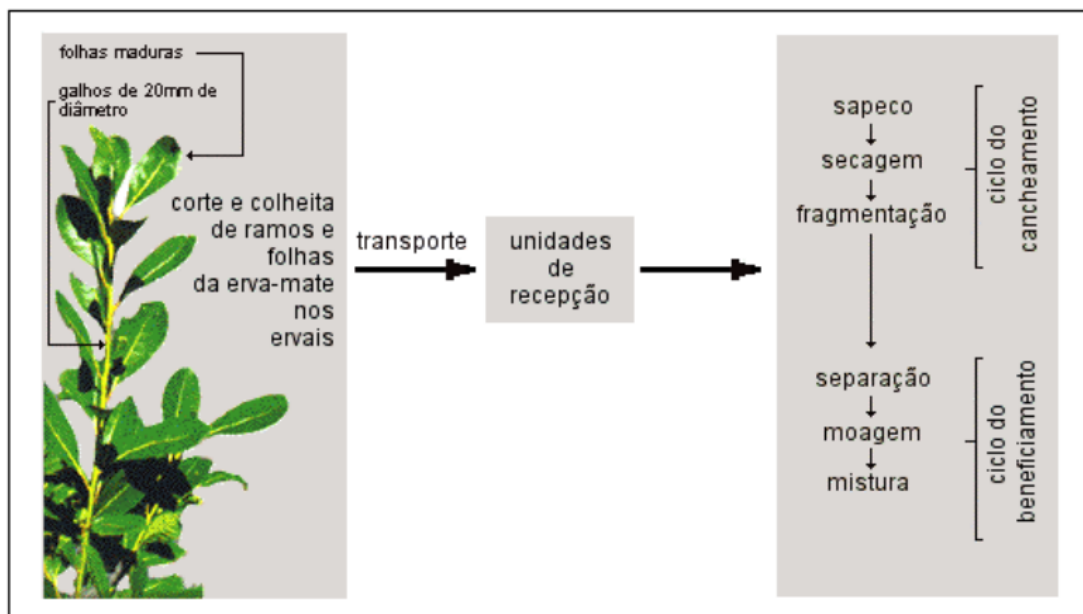 folhas maduras
galhos de 20mm de
diâmetro
corte e colheita
de ramos e
folhas
da erva-mate
nos
ervais
transporte
unidades
de
recepção
sapeco
secagem
fragmentação
ciclo do
cancheamento
separação
moagem
mistura
ciclo do
beneficiamento